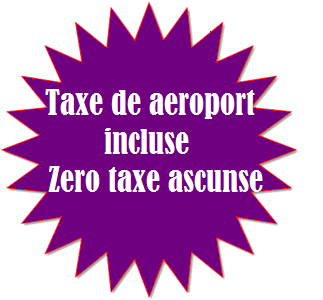 Taxe de aeroport
incluse
Zero taxe ascunse